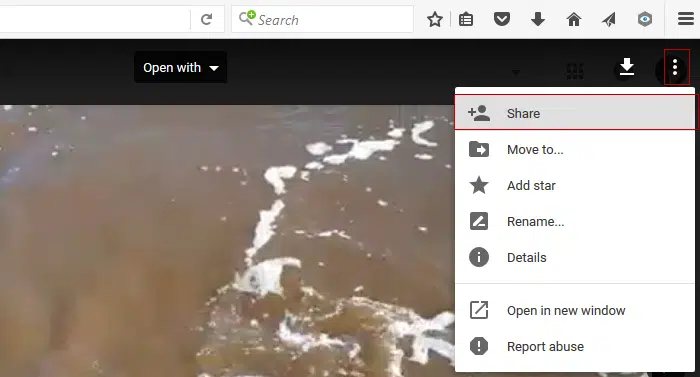 Search
Open with
Share
Move to...
Add star
Rename...
Details
Open in new window
Report abuse